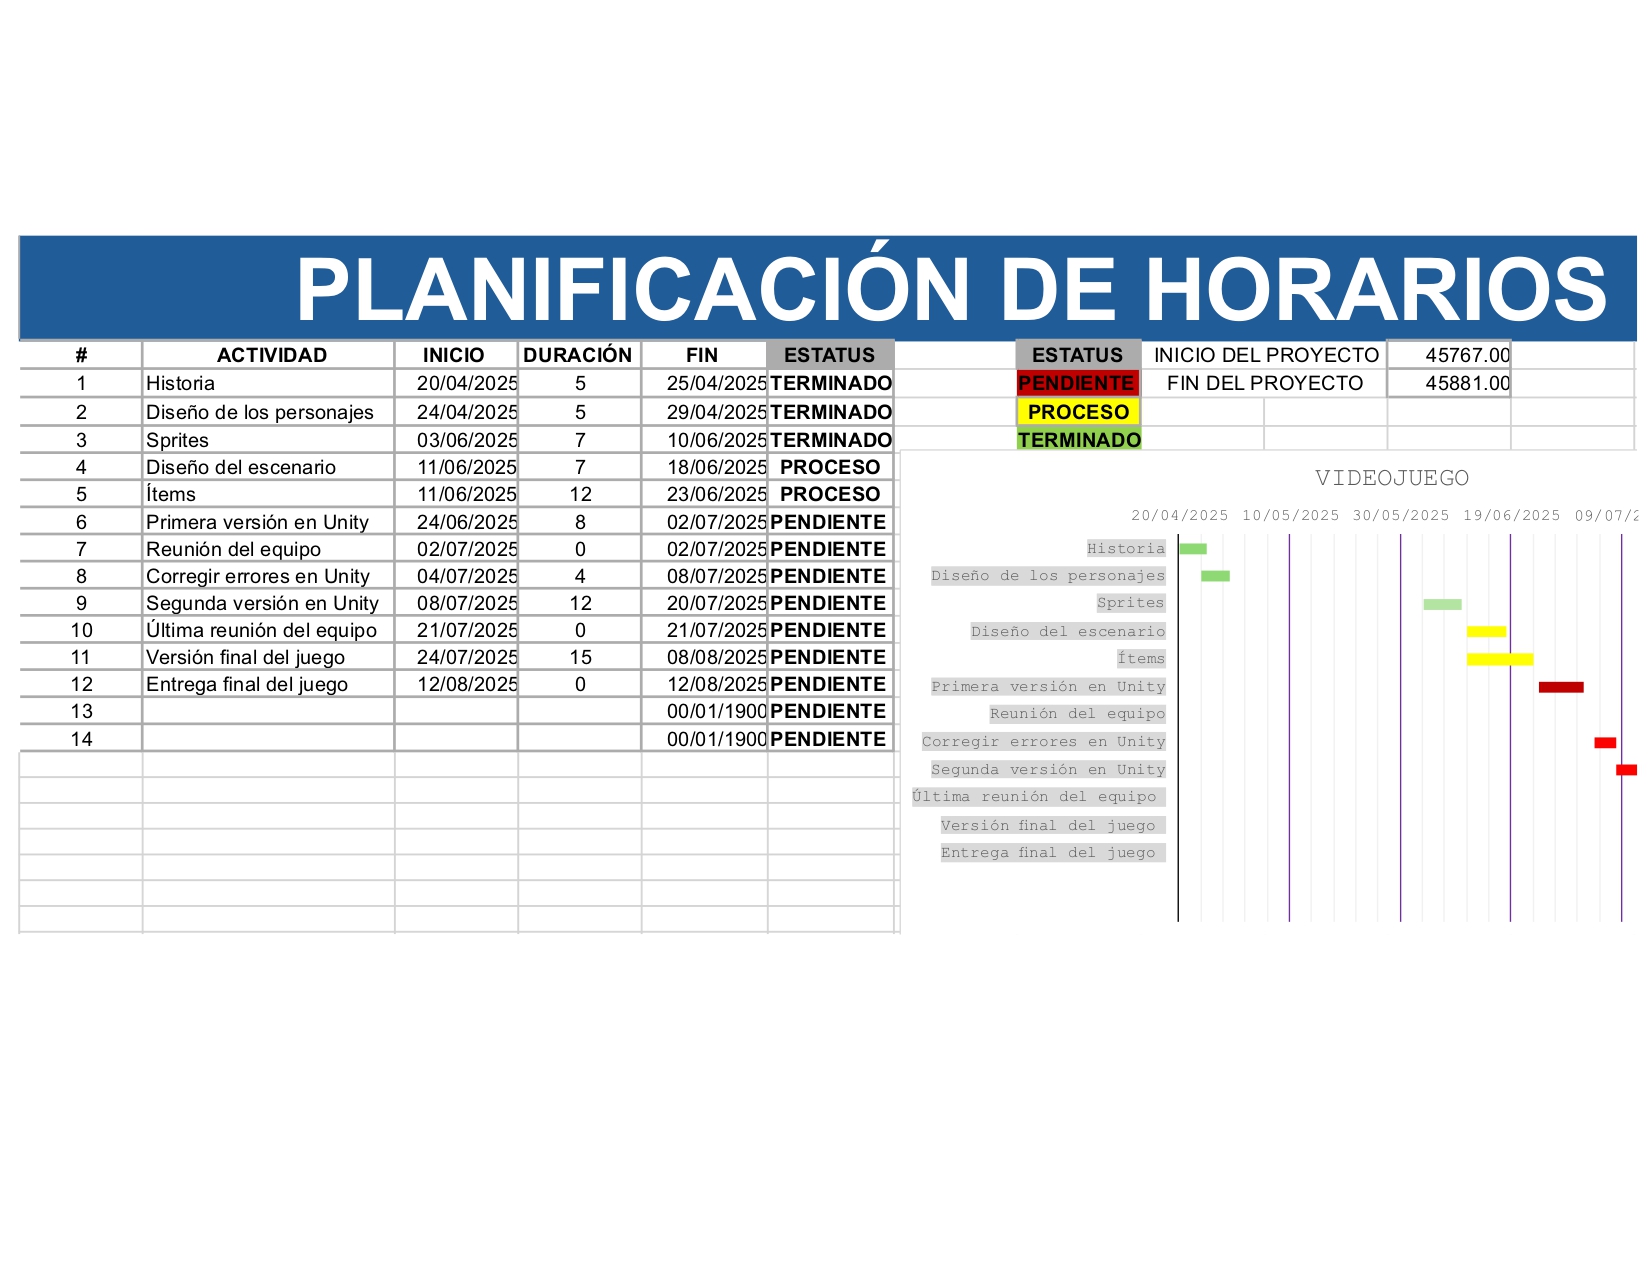 PLANIFICACIÓN DE HORARIOS
# ACTIVIDAD INICIO DURACIÓN FIN ESTATUS ESTATUS INICIO DEL PROYECTO 45767.00
1 Historia 20/04/2025 5 25/04/2025 TERMINADO PENDIENTE FIN DEL PROYECTO 45881.00
2 Diseño de los personajes 24/04/2025 5 29/04/2025 TERMINADO PROCESO
3 Sprites 03/06/2025 7 10/06/2025 TERMINADO TERMINADO
4 Diseño del escenario 11/06/2025 7 18/06/2025 PROCESO
5 Ítems 11/06/2025 12 23/06/2025 PROCESO
6 Primera versión en Unity 24/06/2025 8 02/07/2025 PENDIENTE
7 Reunión del equipo 02/07/2025 0 02/07/2025 PENDIENTE
8 Corregir errores en Unity 04/07/2025 4 08/07/2025 PENDIENTE
9 Segunda versión en Unity 08/07/2025 12 20/07/2025 PENDIENTE
10 Última reunión del equipo 21/07/2025 0 21/07/2025 PENDIENTE
11 Versión final del juego 24/07/2025 15 08/08/2025 PENDIENTE
12 Entrega final del juego 12/08/2025 0 12/08/2025 PENDIENTE
13 00/01/1900 PENDIENTE
14 00/01/1900 PENDIENTE
VIDEOJUEGO
20/04/2025 10/05/2025 30/05/2025 19/06/2025 09/07/2
Historia
Diseño de los personajes
Sprites
Diseño del escenario
Ítems
Primera versión en Unity
Reunión del equipo
Corregir errores en Unity
Segunda versión en Unity
Última reunión del equipo
Versión final del juego
Entrega final del juego